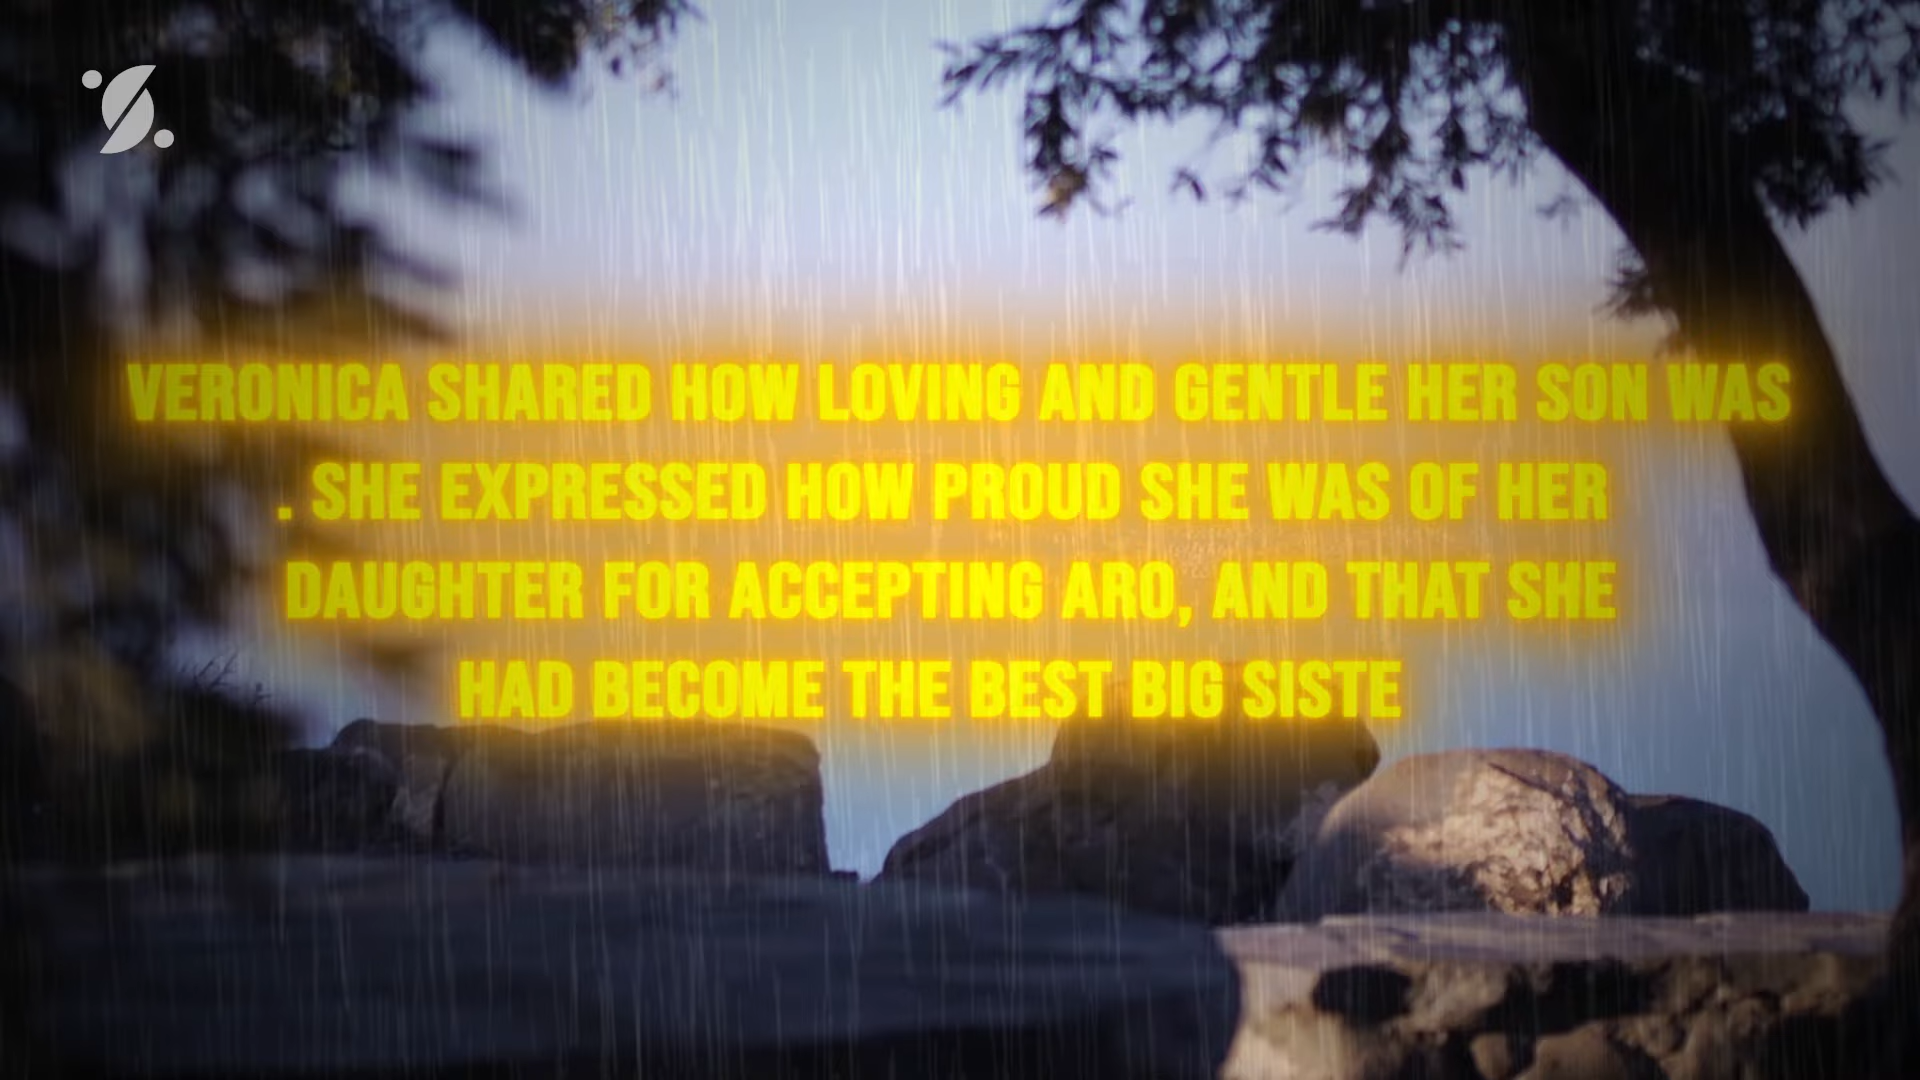 VERONICA SHARED HOW LOVING AND GENTLE HER SON WAS
. SHE EXPRESSED HOW PROUD SHE WAS OF HER
DAUGHTER FOR ACCEPTING ARO, AND THAT SHE
HAD BECOME THE BEST BIG SISTE